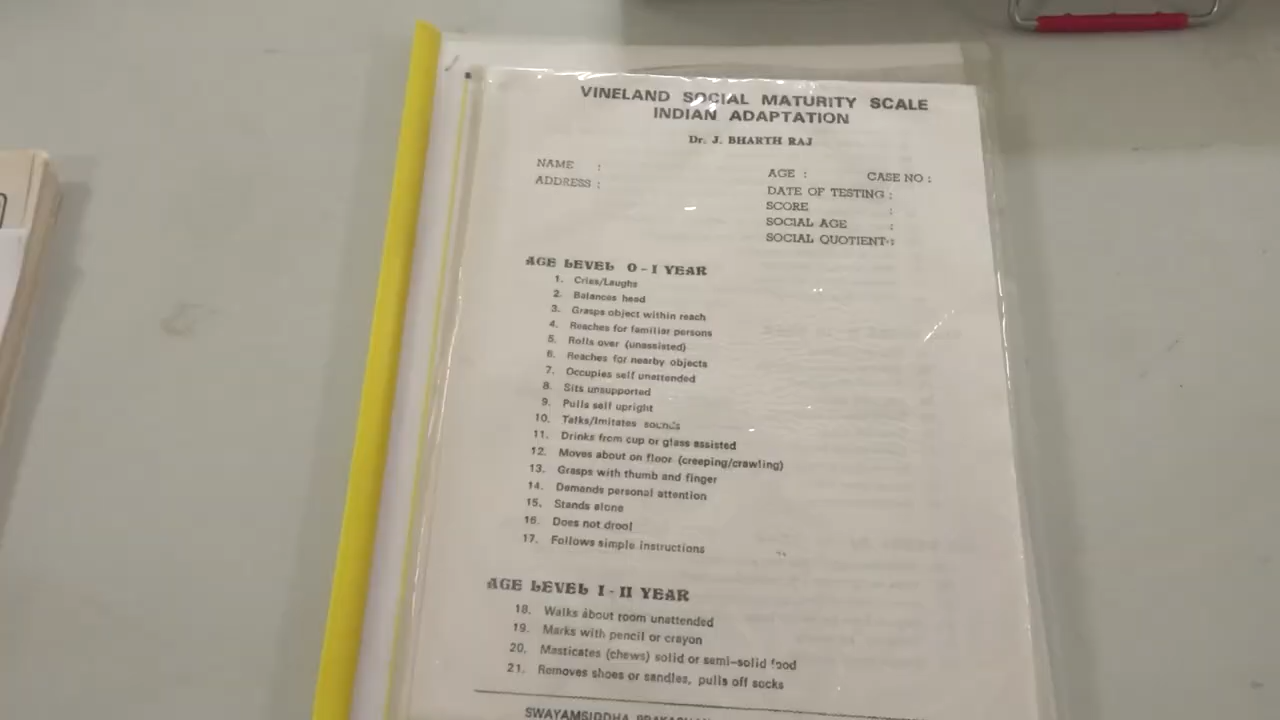 VINELAND SOCIAL MATURITY SCALE
INDIAN ADAPTATION
Dr. J. BHARTH RAJ
NAME :
ADDRESS :
AGE : CASE NO :
DATE OF TESTING :
SCORE :
SOCIAL AGE :
SOCIAL QUOTIENT :
AGE LEVEL 0 - I YEAR
1. Cries/Laughs
2. Balances head
3. Grasps object within reach
4. Reaches for familiar persons
5. Rolls over (unassisted)
6. Reaches for nearby objects
7. Occupies self unattended
8. Sits unsupported
9. Pulls self upright
10. Talks/Imitates sounds
11. Drinks from cup or glass assisted
12. Moves about on floor (creeping/crawling)
13. Grasps with thumb and finger
14. Demands personal attention
15. Stands alone
16. Does not drool
17. Follows simple instructions
AGE LEVEL I - II YEAR
18. Walks about room unattended
19. Marks with pencil or crayon
20. Masticates (chews) solid or semi-solid food
21. Removes shoes or sandles, pulls off socks
SWAYAMSIDDHA